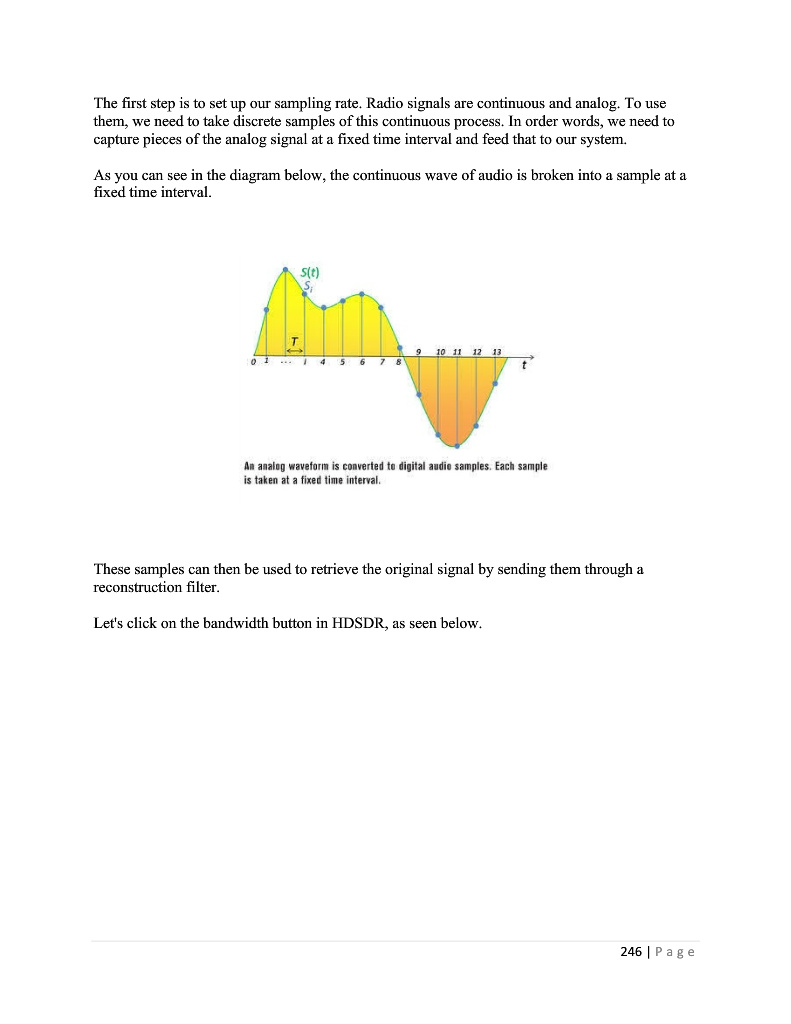 The first step is to set up our sampling rate. Radio signals are continuous and analog. To use
them, we need to take discrete samples of this continuous process. In order words, we need to
capture pieces of the analog signal at a fixed time interval and feed that to our system.
As you can see in the diagram below, the continuous wave of audio is broken into a sample at a
fixed time interval.
S(t)
Si
T
0 1 ... i 4 5 6 7 8 9 10 11 12 13
t
An analog waveform is converted to digital audio samples. Each sample
is taken at a fixed time interval.
These samples can then be used to retrieve the original signal by sending them through a
reconstruction filter.
Let's click on the bandwidth button in HDSDR, as seen below.
246 | Page